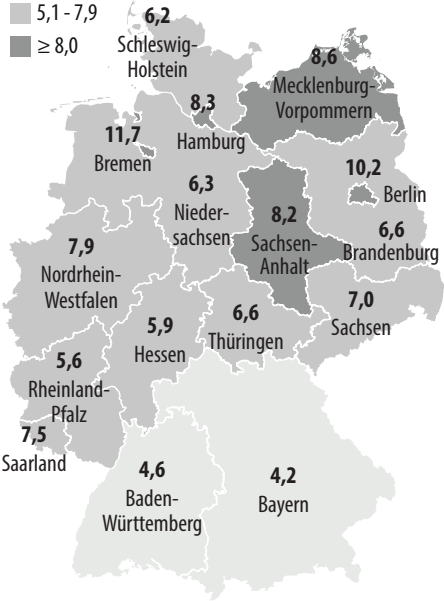 5,1 - 7,9
≥ 8,0
6,2
Schleswig-
Holstein
8,6
Mecklenburg-
Vorpommern
8,3
Hamburg
11,7
Bremen
10,2
Berlin
6,3
Nieder-
sachsen
8,2
Sachsen-
Anhalt
6,6
Brandenburg
7,9
Nordrhein-
Westfalen
7,0
Sachsen
5,9
Hessen
6,6
Thüringen
5,6
Rheinland-
Pfalz
7,5
Saarland
4,6
Baden-
Württemberg
4,2
Bayern